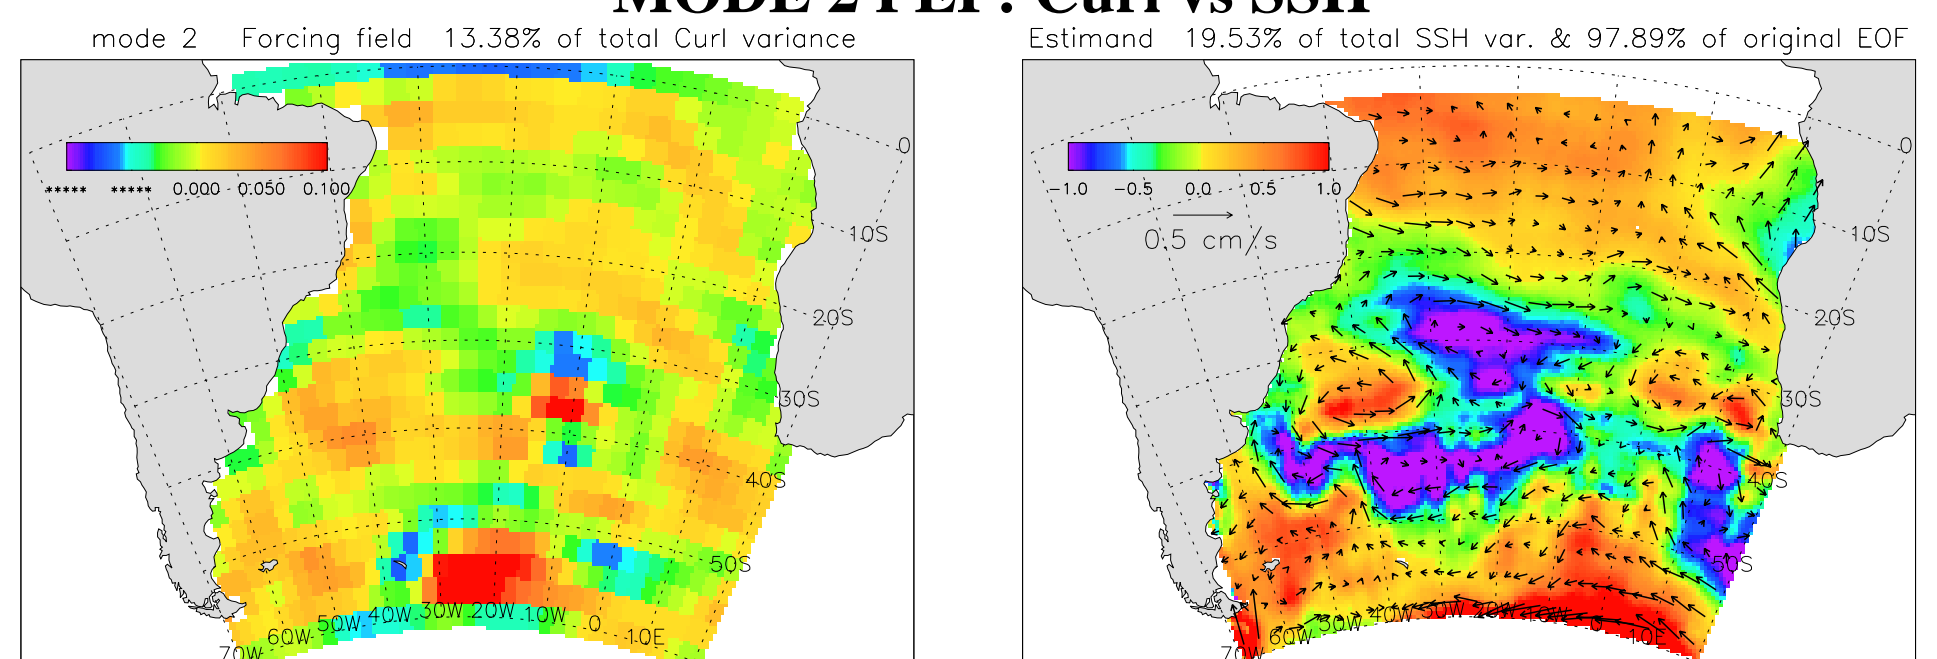 MODE 2 PEF: Curl vs SSH
mode 2 Forcing field 13.38% of total Curl variance
***** ***** 0.000 0.050 0.100
0
10S
20S
30S
40S
50S
70W 60W 50W 40W 30W 20W 10W 0 10E
Estimand 19.53% of total SSH var. & 97.89% of original EOF
-1.0 -0.5 0.0 0.5 1.0
0.5 cm/s
0
10S
20S
30S
40S
50S
70W 60W 50W 40W 30W 20W 10W 0 10E